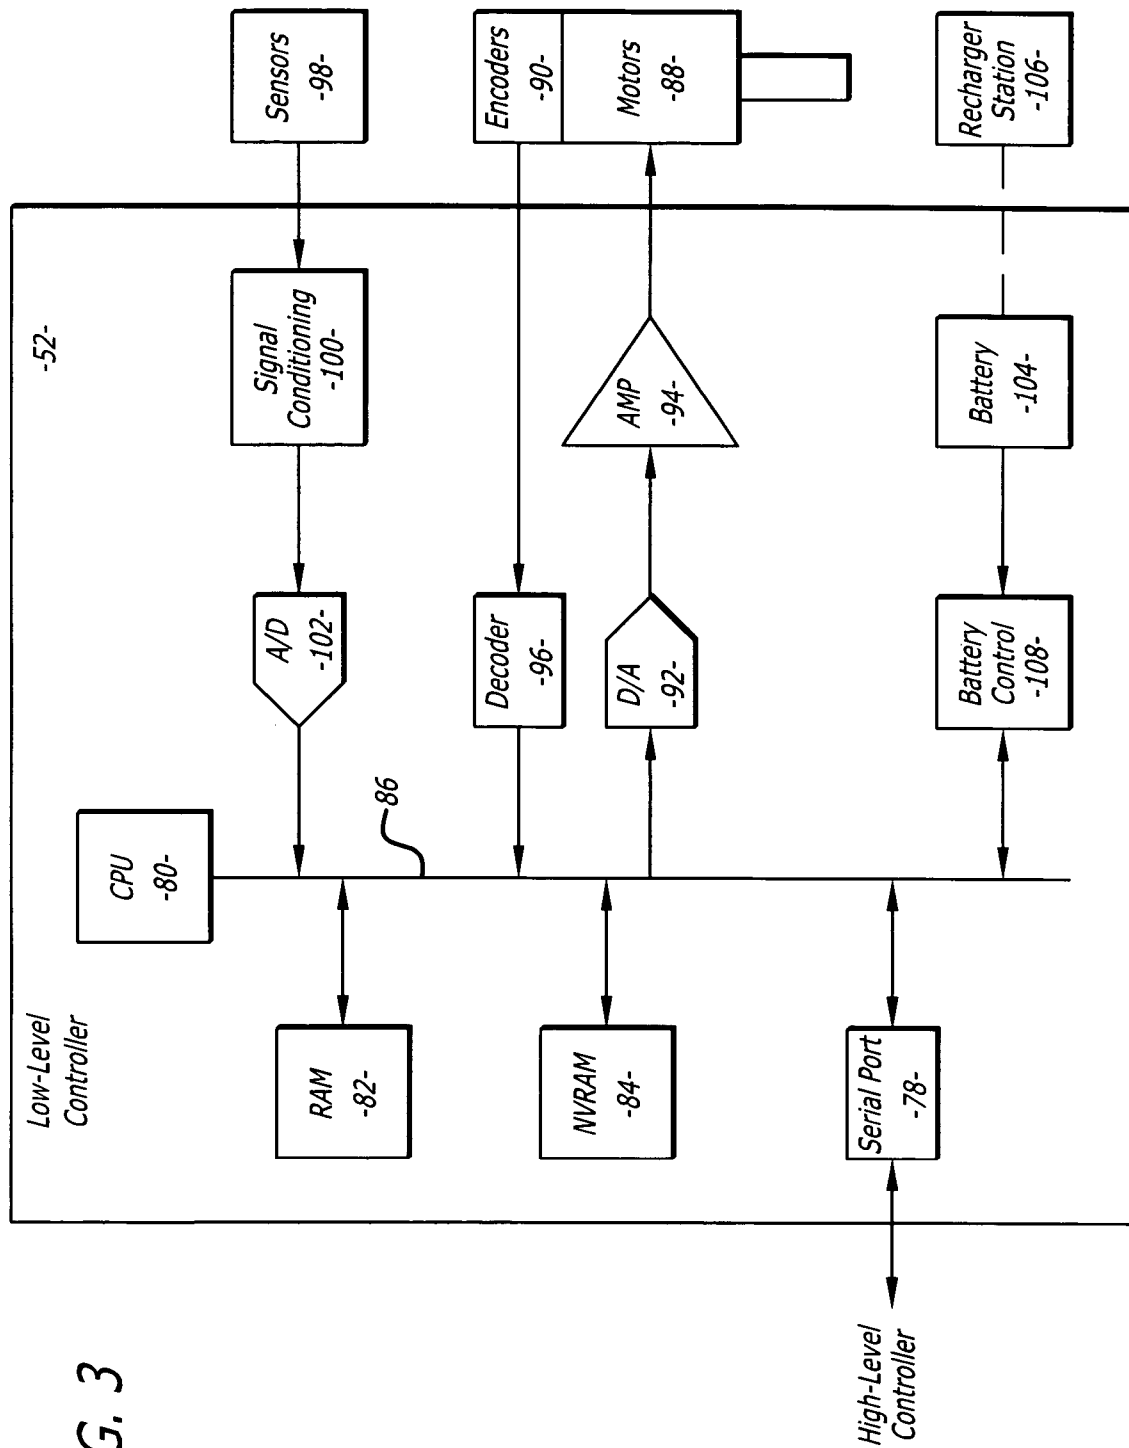 G. 3
Low-Level
Controller
-52-
CPU
-80-
86
RAM
-82-
A/D
-102-
Signal
Conditioning
-100-
Sensors
-98-
NVRAM
-84-
Decoder
-96-
Encoders
-90-
D/A
-92-
AMP
-94-
Motors
-88-
High-Level
Controller
Serial Port
-78-
Battery
Control
-108-
Battery
-104-
Recharger
Station
-106-